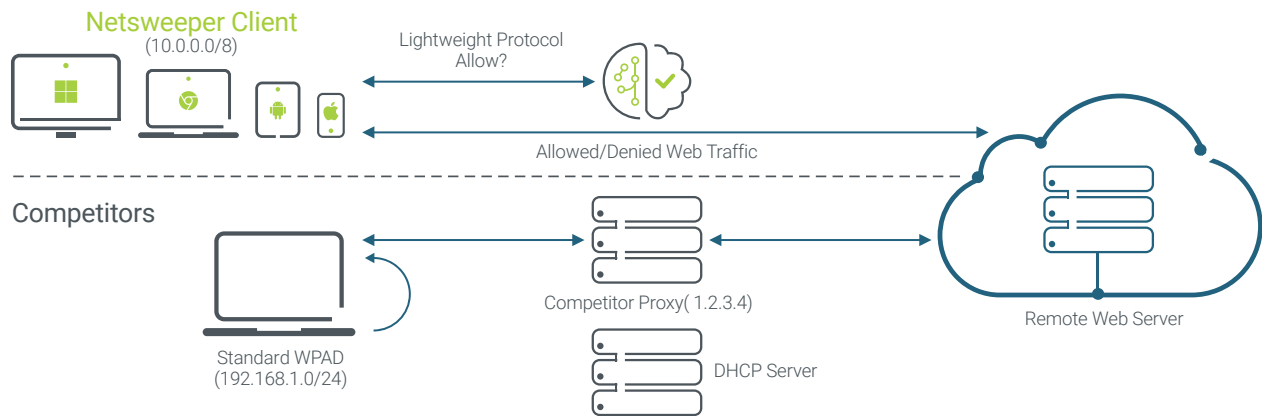 Netsweeper Client
(10.0.0.0/8)
Lightweight Protocol
Allow?
Allowed/Denied Web Traffic
Competitors
Competitor Proxy( 1.2.3.4)
Remote Web Server
Standard WPAD
(192.168.1.0/24)
DHCP Server